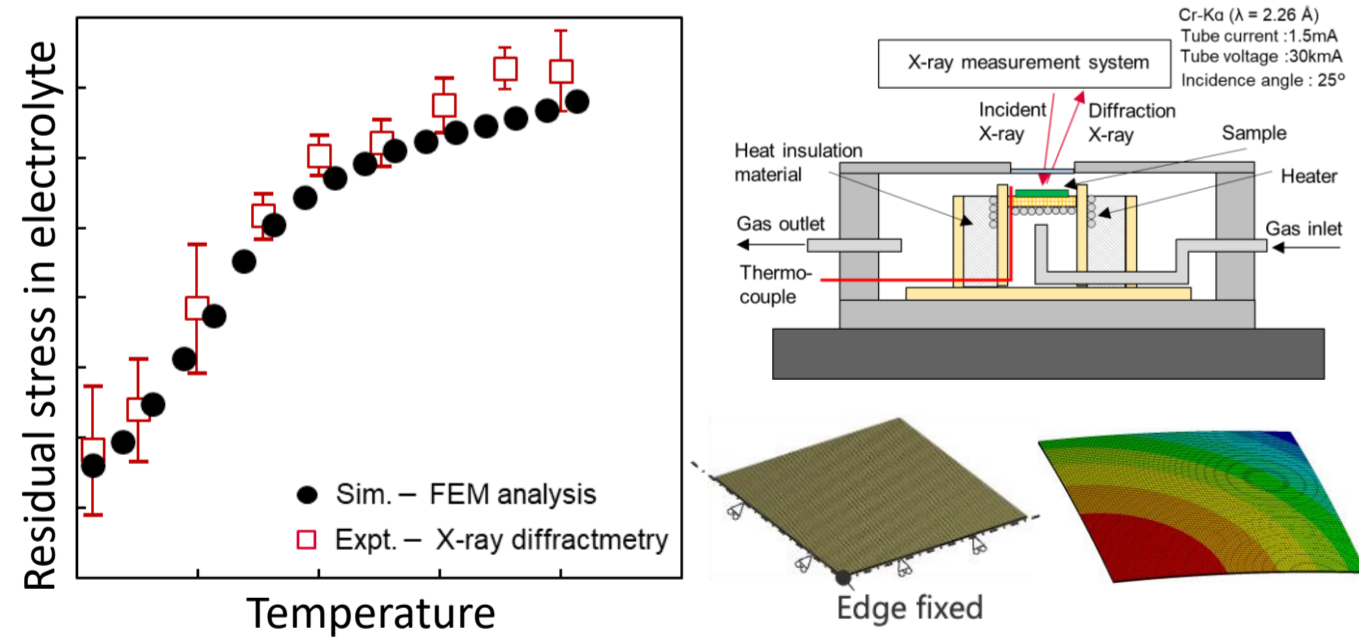 Residual stress in electrolyte
Sim. – FEM analysis
Expt. – X-ray diffractmetry
Temperature
Cr-Kα (λ = 2.26 Å)
Tube current :1.5mA
Tube voltage :30kmA
Incidence angle : 25°
X-ray measurement system
Incident
X-ray
Diffraction
X-ray
Sample
Heat insulation
material
Heater
Gas outlet
Gas inlet
Thermo-
couple
Edge fixed